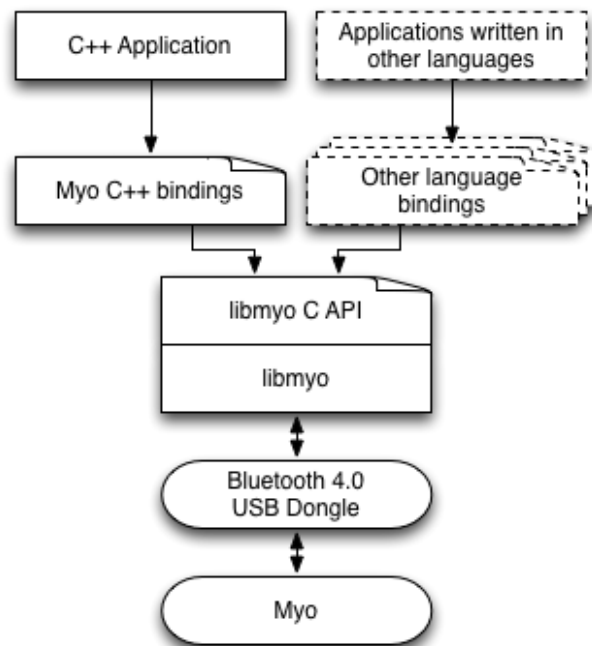 C++ Application
Applications written in
other languages
Myo C++ bindings
Other language
bindings
libmyo C API
libmyo
Bluetooth 4.0
USB Dongle
Myo